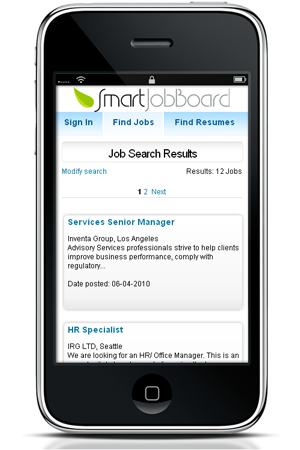 SmartJobBoard
Sign In Find Jobs Find Resumes
Job Search Results
Modify search Results: 12 Jobs
1 2 Next
Services Senior Manager
Inventa Group, Los Angeles
Advisory Services professionals strive to help clients
improve business performance, comply with
regulatory...
Date posted: 06-04-2010
HR Specialist
IRG LTD, Seattle
We are looking for an HR/ Office Manager. This is an